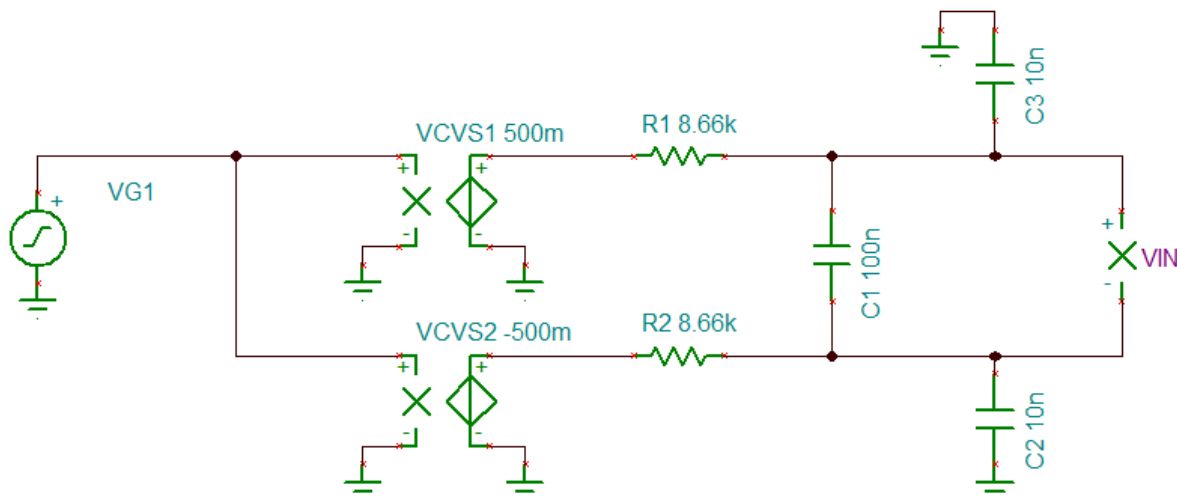 C3 10n
VCVS1 500m
R1 8.66k
+
VG1
+
+
-
-
+
C1 100n
VIN
-
VCVS2 -500m
R2 8.66k
+
+
-
-
C2 10n